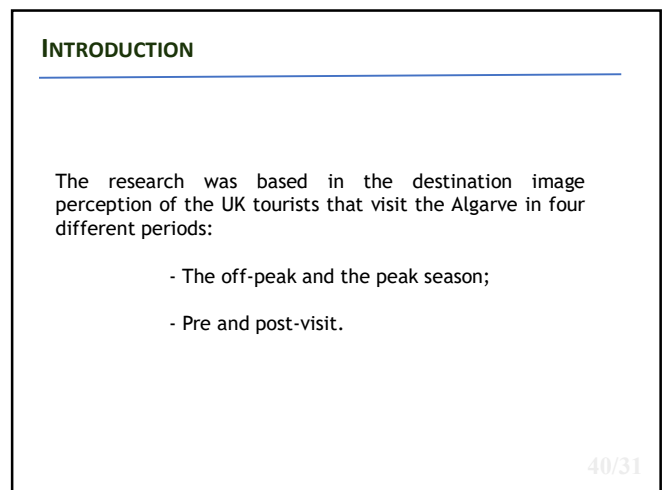 INTRODUCTION
The research was based in the destination image
perception of the UK tourists that visit the Algarve in four
different periods:
- The off-peak and the peak season;
- Pre and post-visit.
40/31